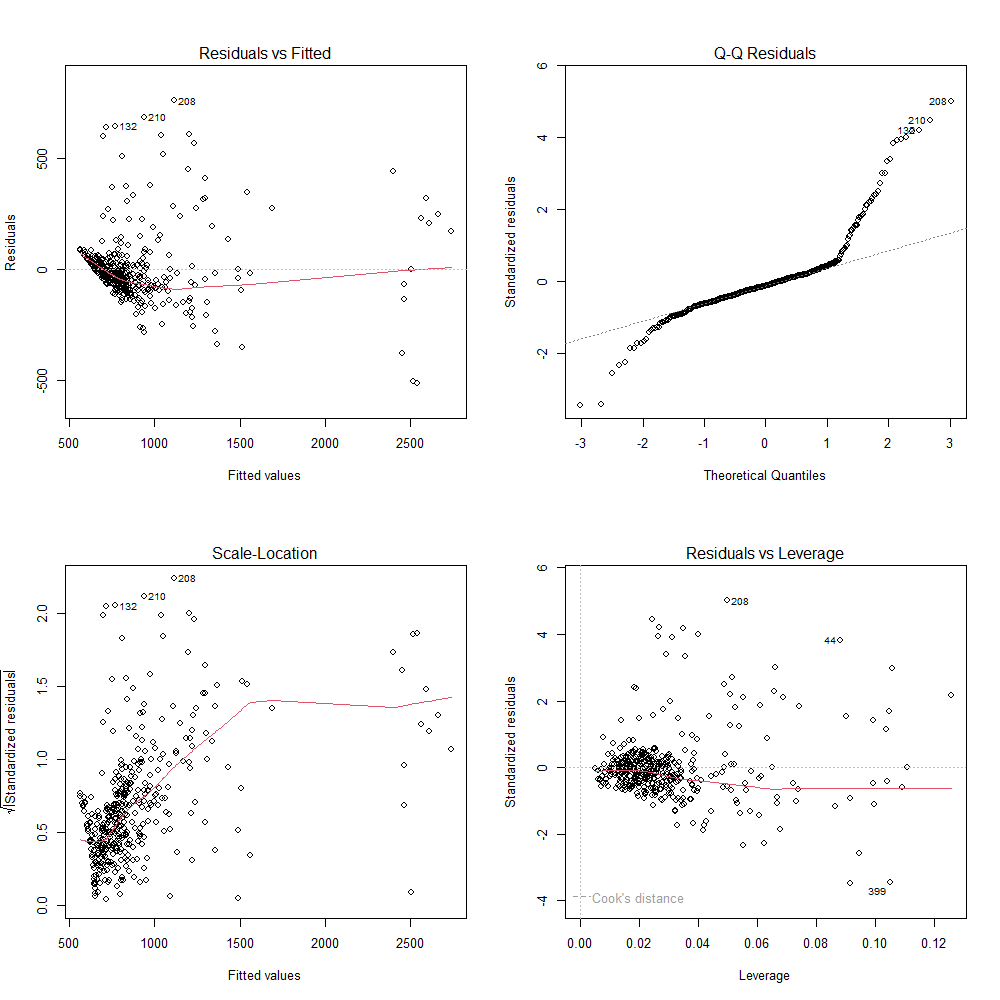 Residuals vs Fitted
Residuals
500
0
-500
208
210
132
500 1000 1500 2000 2500
Fitted values
Q-Q Residuals
Standardized residuals
6
4
2
0
-2
208
210
132
-3 -2 -1 0 1 2 3
Theoretical Quantiles
Scale-Location
√|Standardized residuals|
2.0
1.5
1.0
0.5
0.0
208
210
132
500 1000 1500 2000 2500
Fitted values
Residuals vs Leverage
Standardized residuals
6
4
2
0
-2
-4
208
44
399
Cook's distance
0.00 0.02 0.04 0.06 0.08 0.10 0.12
Leverage